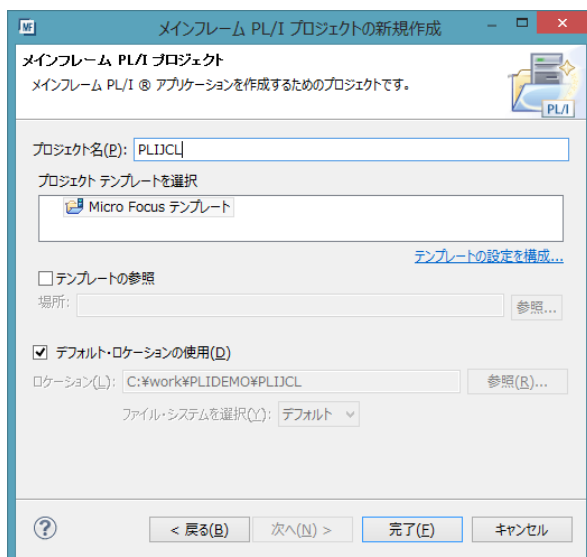 MF
メインフレーム PL/I プロジェクトの新規作成
メインフレーム PL/I プロジェクト
メインフレーム PL/I ® アプリケーションを作成するためのプロジェクトです。
PL/I
プロジェクト名(P): PLIJCL
プロジェクト テンプレートを選択
Micro Focus テンプレート
テンプレートの設定を構成...
テンプレートの参照
場所: 参照...
デフォルト・ロケーションの使用(D)
ロケーション(L): C:¥work¥PLIDEMO¥PLIJCL 参照(R)...
ファイル・システムを選択(Y): デフォルト
< 戻る(B) 次へ(N) > 完了(F) キャンセル